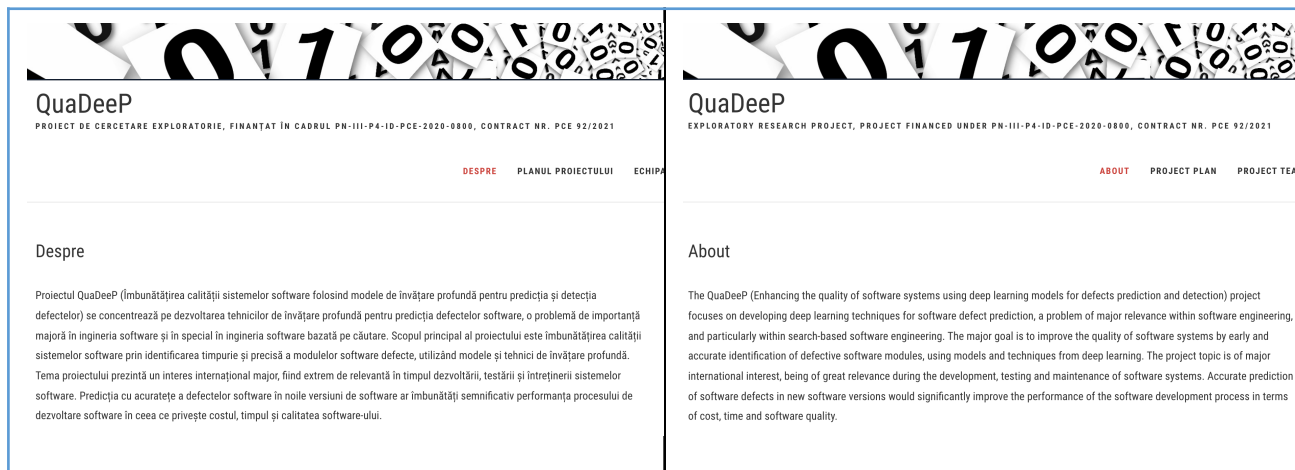 QuaDeeP
PROIECT DE CERCETARE EXPLORATORIE, FINANȚAT ÎN CADRUL PN-III-P4-ID-PCE-2020-0800, CONTRACT NR. PCE 92/2021
DESPRE PLANUL PROIECTULUI ECHIPA
Despre
Proiectul QuaDeeP (Îmbunătățirea calității sistemelor software folosind modele de învățare profundă pentru predicția și detecția
defectelor) se concentrează pe dezvoltarea tehnicilor de învățare profundă pentru predicția defectelor software, o problemă de importanță
majoră în ingineria software și în special în ingineria software bazată pe căutare. Scopul principal al proiectului este îmbunătățirea calității
sistemelor software prin identificarea timpurie și precisă a modulelor software defecte, utilizând modele și tehnici de învățare profundă.
Tema proiectului prezintă un interes internațional major, fiind extrem de relevantă în timpul dezvoltării, testării și întreținerii sistemelor
software. Predicția cu acuratețe a defectelor software în noile versiuni de software ar îmbunătăți semnificativ performanța procesului de
dezvoltare software în ceea ce privește costul, timpul și calitatea software-ului.
QuaDeeP
EXPLORATORY RESEARCH PROJECT, PROJECT FINANCED UNDER PN-III-P4-ID-PCE-2020-0800, CONTRACT NR. PCE 92/2021
ABOUT PROJECT PLAN PROJECT TEA
About
The QuaDeeP (Enhancing the quality of software systems using deep learning models for defects prediction and detection) project
focuses on developing deep learning techniques for software defect prediction, a problem of major relevance within software engineering,
and particularly within search-based software engineering. The major goal is to improve the quality of software systems by early and
accurate identification of defective software modules, using models and techniques from deep learning. The project topic is of major
international interest, being of great relevance during the development, testing and maintenance of software systems. Accurate prediction
of software defects in new software versions would significantly improve the performance of the software development process in terms
of cost, time and software quality.